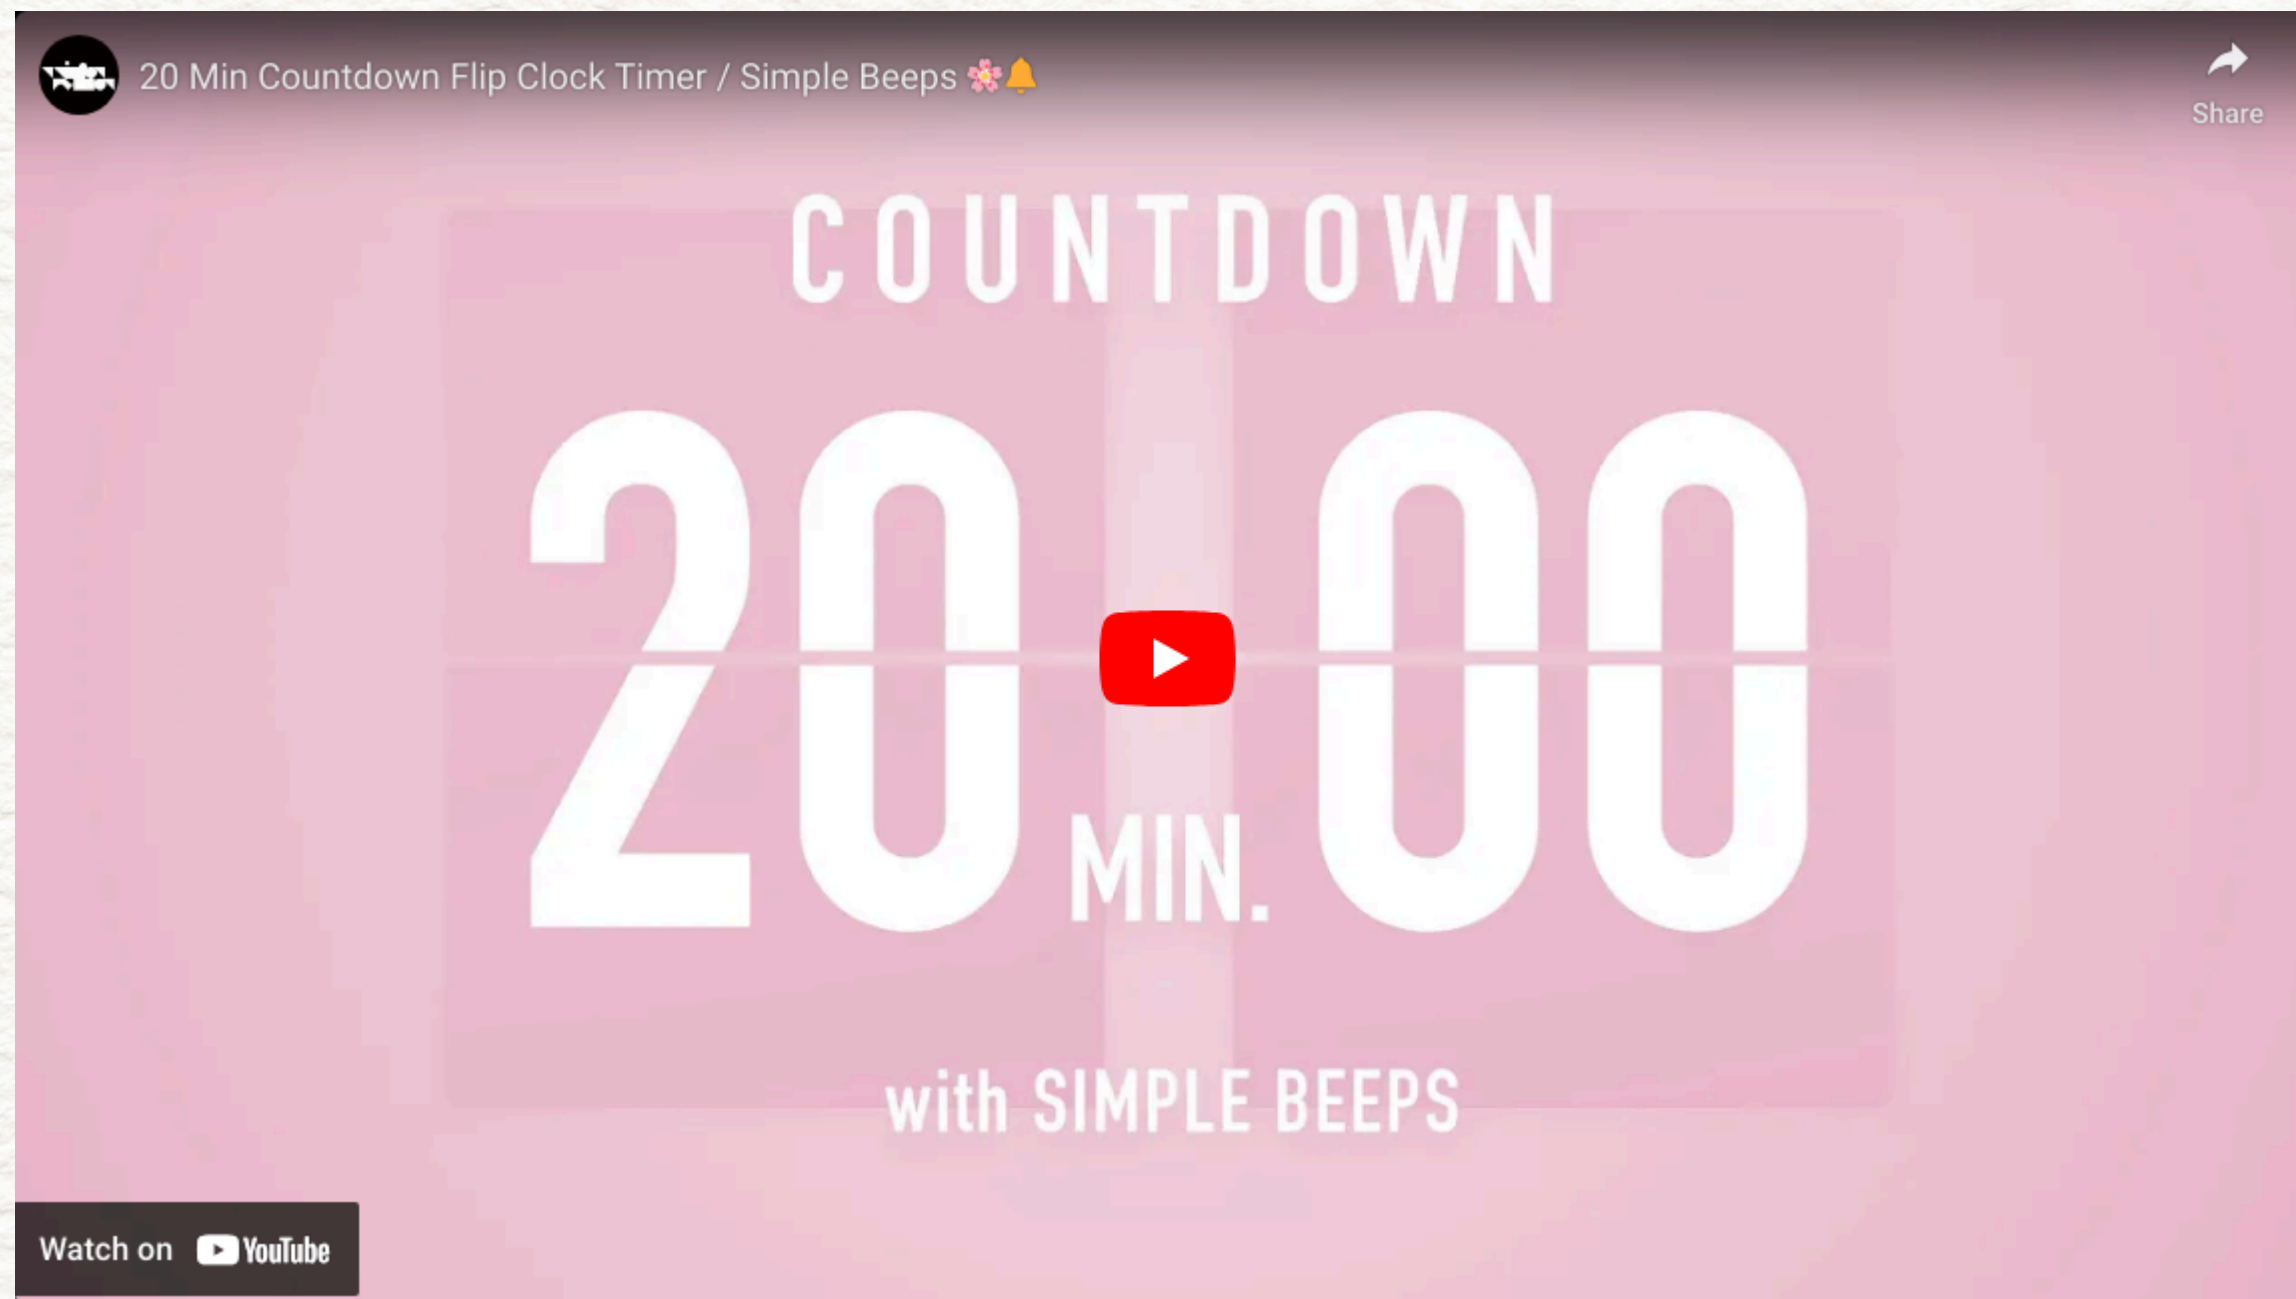 20 Min Countdown Flip Clock Timer / Simple Beeps 🌸🔔
Share
COUNTDOWN
20 00
MIN.
with SIMPLE BEEPS
Watch on YouTube